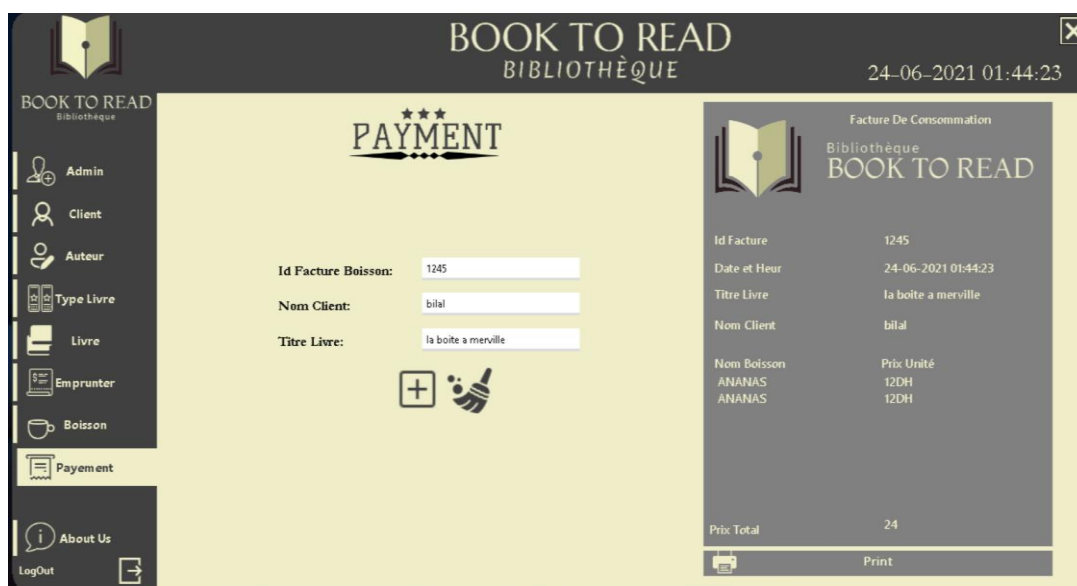 BOOK TO READ
BIBLIOTHÈQUE
24-06-2021 01:44:23
BOOK TO READ
Bibliothèque
Admin
Client
Auteur
Type Livre
Livre
Emprunter
Boisson
Payement
About Us
LogOut
PAYMENT
Id Facture Boisson: 1245
Nom Client: bilal
Titre Livre: la boite a merville
Facture De Consommation
Bibliothèque
BOOK TO READ
Id Facture 1245
Date et Heur 24-06-2021 01:44:23
Titre Livre la boite a merville
Nom Client bilal
Nom Boisson Prix Unité
ANANAS 12DH
ANANAS 12DH
Prix Total 24
Print